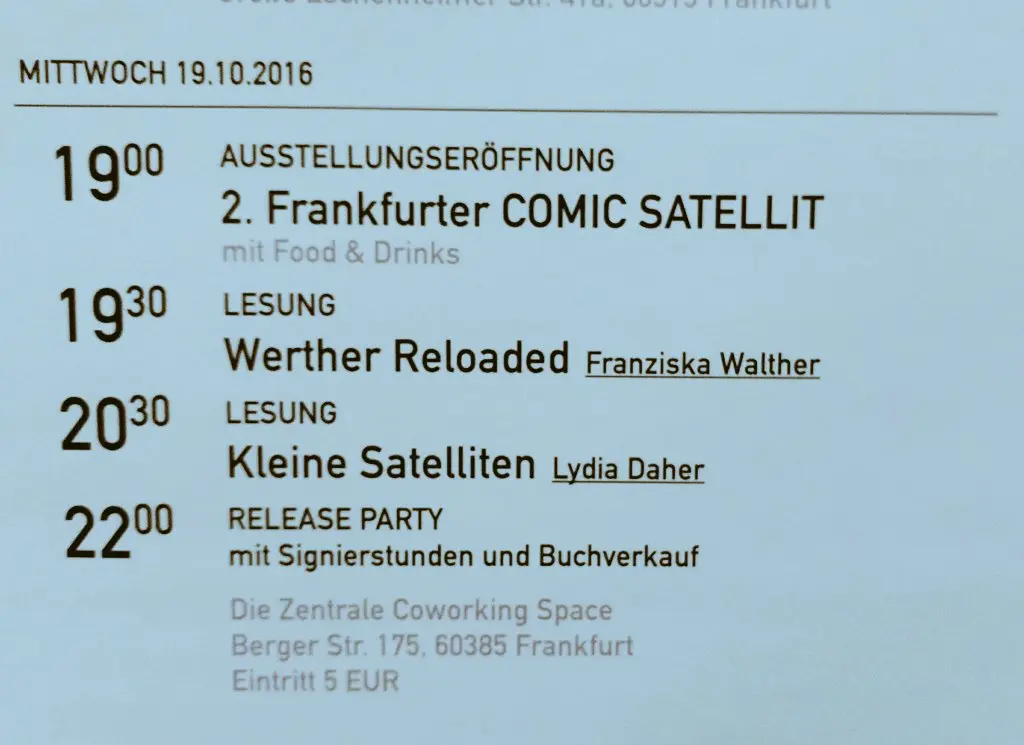 MITTWOCH 19.10.2016
19⁰⁰ AUSSTELLUNGSERÖFFNUNG
2. Frankfurter COMIC SATELLIT
mit Food & Drinks
19³⁰ LESUNG
Werther Reloaded Franziska Walther
20³⁰ LESUNG
Kleine Satelliten Lydia Daher
22⁰⁰ RELEASE PARTY
mit Signierstunden und Buchverkauf
Die Zentrale Coworking Space
Berger Str. 175, 60385 Frankfurt
Eintritt 5 EUR